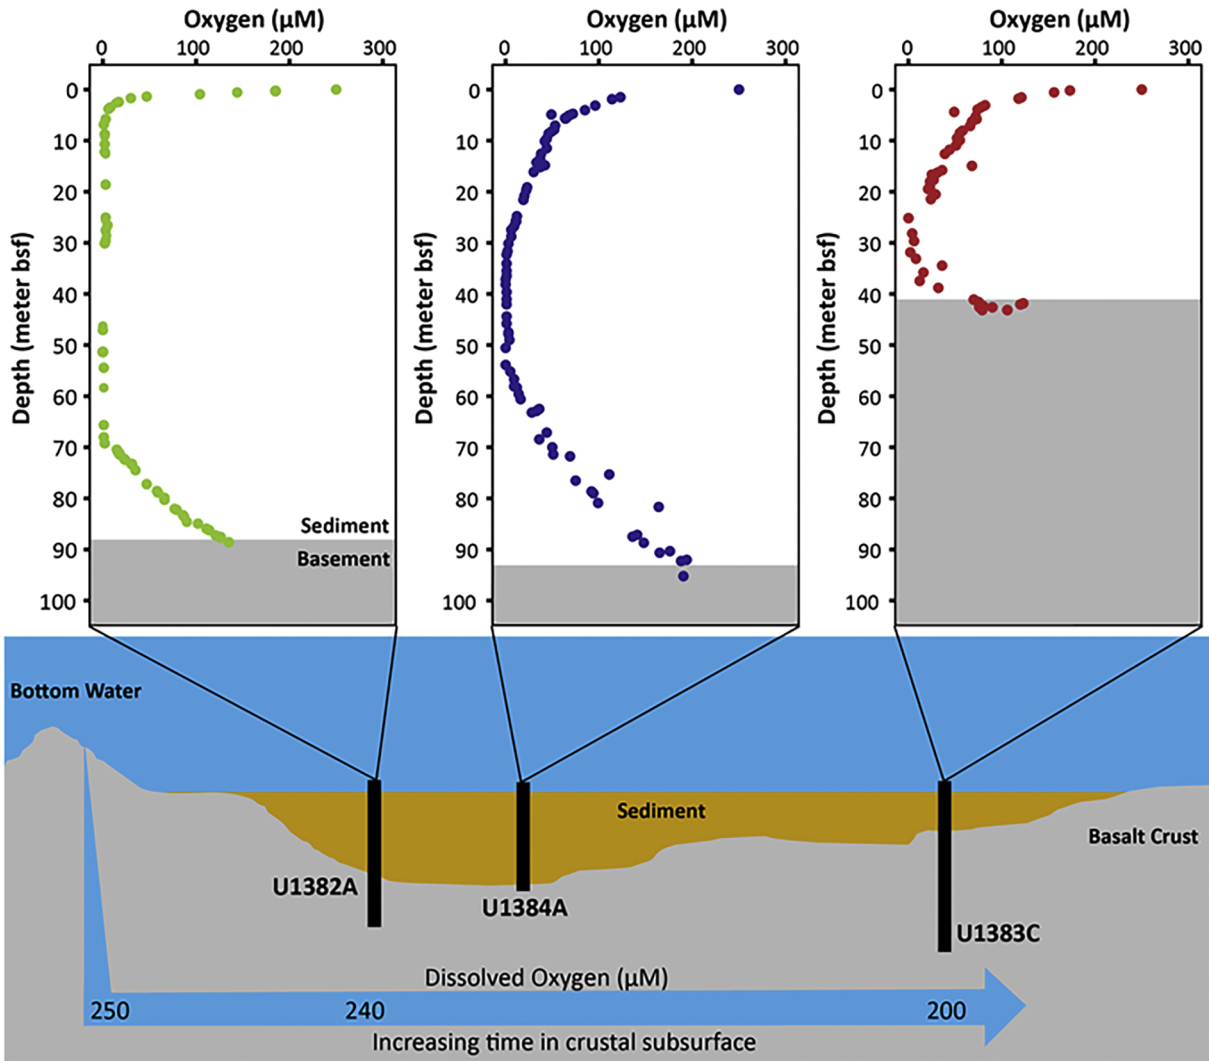 Oxygen (µM)
0 100 200 300
Depth (meter bsf)
0
10
20
30
40
50
60
70
80
90
100
Sediment
Basement
Oxygen (µM)
0 100 200 300
Depth (meter bsf)
0
10
20
30
40
50
60
70
80
90
100
Oxygen (µM)
0 100 200 300
Depth (meter bsf)
0
10
20
30
40
50
60
70
80
90
100
Bottom Water
Sediment
Basalt Crust
U1382A
U1384A
U1383C
Dissolved Oxygen (µM)
250 240 200
Increasing time in crustal subsurface